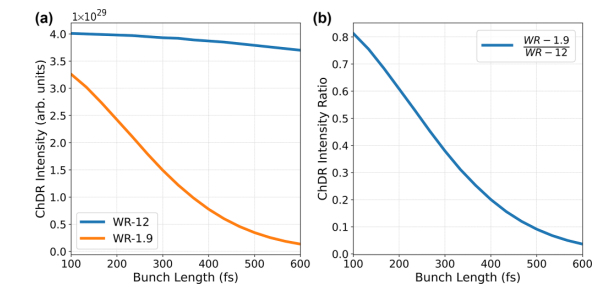 (a)
1×10²⁹
4.0
3.5
3.0
2.5
2.0
1.5
1.0
0.5
0.0
ChDR Intensity (arb. units)
WR-12
WR-1.9
100 200 300 400 500 600
Bunch Length (fs)
(b)
0.8
0.7
0.6
0.5
0.4
0.3
0.2
0.1
0.0
ChDR Intensity Ratio
WR − 1.9
WR − 12
100 200 300 400 500 600
Bunch Length (fs)